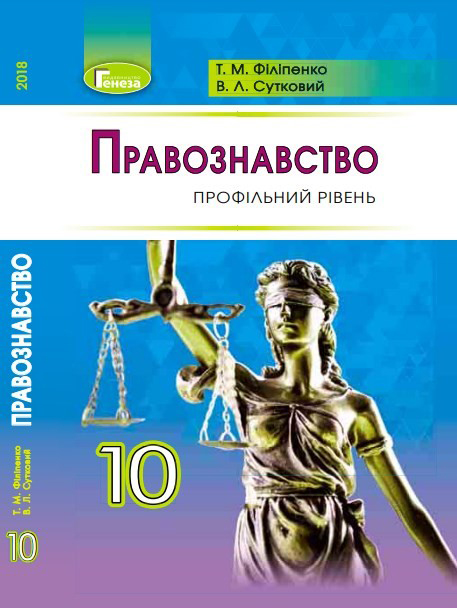 2018
Генеза
Т. М. Філіпенко
В. Л. Сутковий
ПРАВОЗНАВСТВО
ПРОФІЛЬНИЙ РІВЕНЬ
10
ПРАВОЗНАВСТВО
Т. М. Філіпенко
В. Л. Сутковий
10